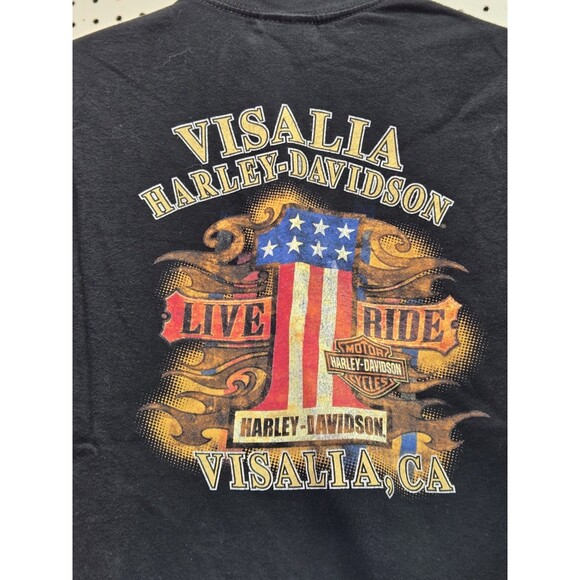 VISALIA
HARLEY-DAVIDSON
LIVE RIDE
MOTOR
HARLEY-DAVIDSON
CYCLES
HARLEY-DAVIDSON
VISALIA, CA